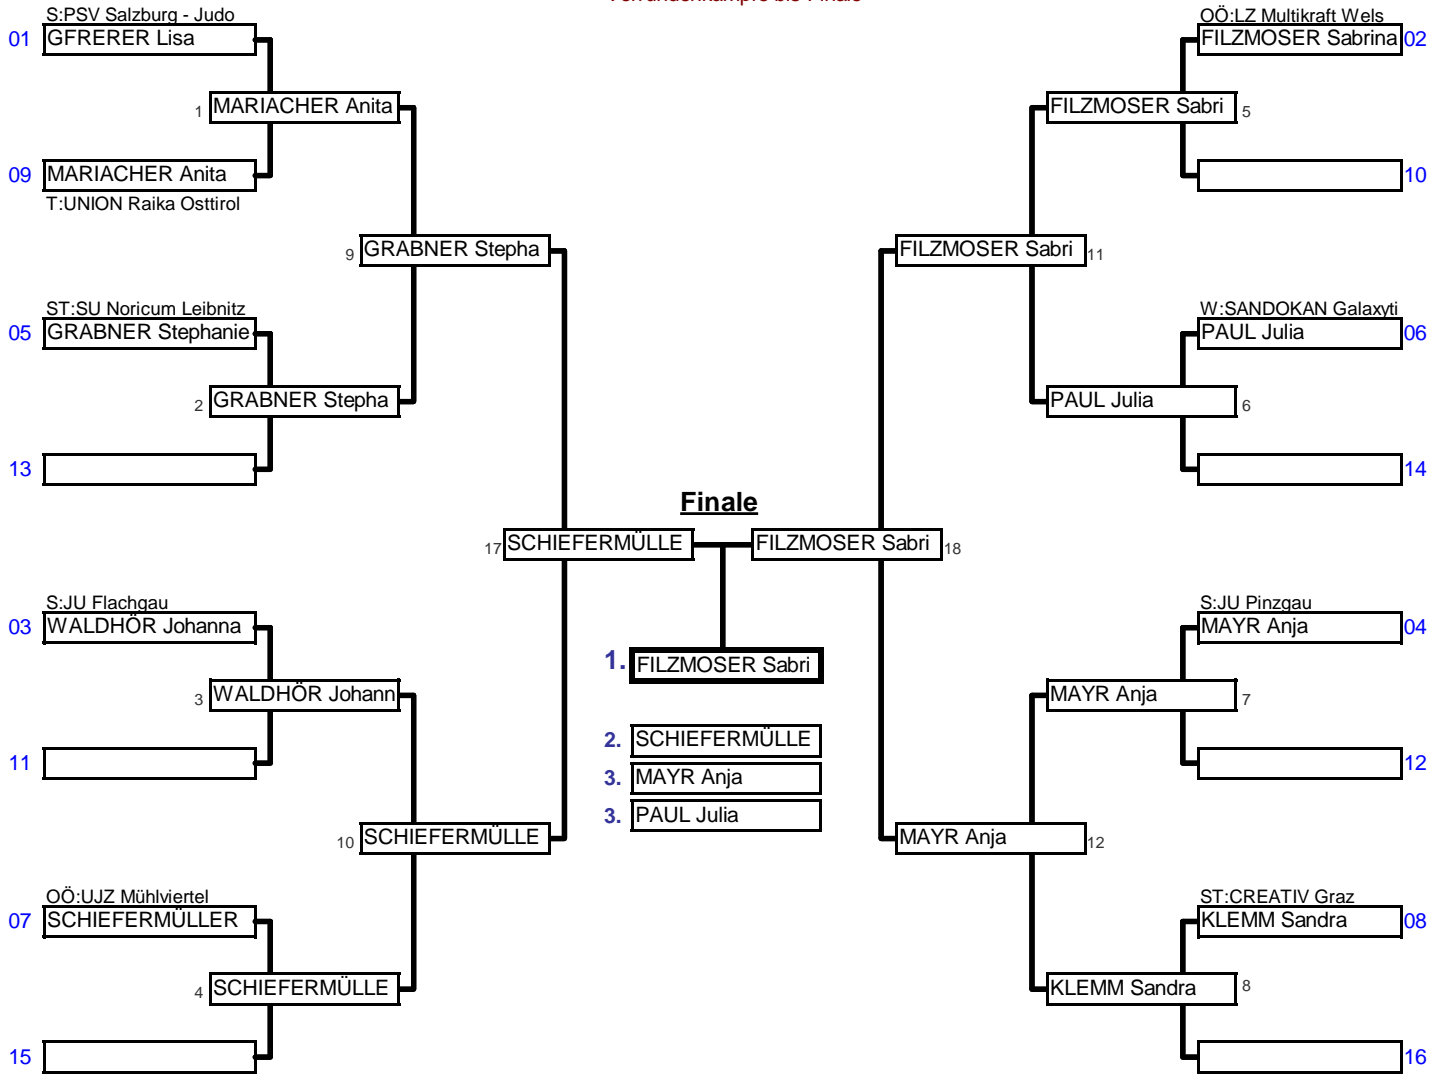 Vorrundenkämpfe bis Finale
S:PSV Salzburg - Judo
01 GFRERER Lisa
1 MARIACHER Anita
09 MARIACHER Anita
T:UNION Raika Osttirol
9 GRABNER Stepha
ST:SU Noricum Leibnitz
05 GRABNER Stephanie
2 GRABNER Stepha
13
17 SCHIEFERMÜLLE
S:JU Flachgau
03 WALDHÖR Johanna
3 WALDHÖR Johann
11
10 SCHIEFERMÜLLE
OÖ:UJZ Mühlviertel
07 SCHIEFERMÜLLER
4 SCHIEFERMÜLLE
15
Finale
1. FILZMOSER Sabri
2. SCHIEFERMÜLLE
3. MAYR Anja
3. PAUL Julia
OÖ:LZ Multikraft Wels
FILZMOSER Sabrina 02
FILZMOSER Sabri 5
10
FILZMOSER Sabri 11
W:SANDOKAN Galaxyti
PAUL Julia 06
PAUL Julia 6
14
FILZMOSER Sabri 18
S:JU Pinzgau
MAYR Anja 04
MAYR Anja 7
12
MAYR Anja 12
ST:CREATIV Graz
KLEMM Sandra 08
KLEMM Sandra 8
16